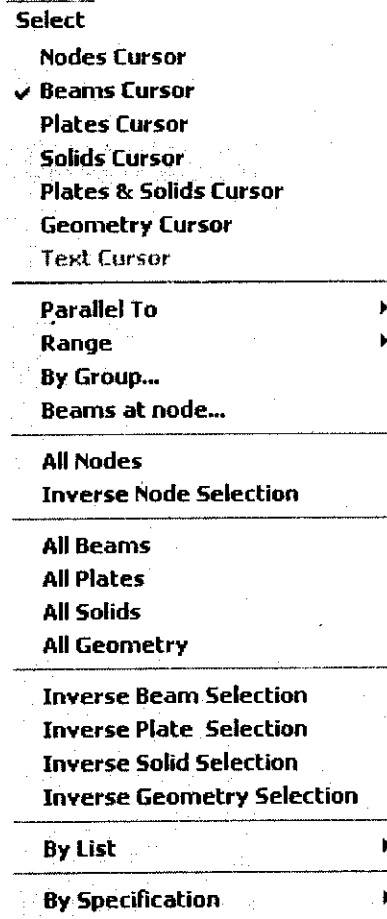 Select
Nodes Cursor
Beams Cursor
Plates Cursor
Solids Cursor
Plates & Solids Cursor
Geometry Cursor
Text Cursor
Parallel To
Range
By Group...
Beams at node...
All Nodes
Inverse Node Selection
All Beams
All Plates
All Solids
All Geometry
Inverse Beam Selection
Inverse Plate Selection
Inverse Solid Selection
Inverse Geometry Selection
By List
By Specification